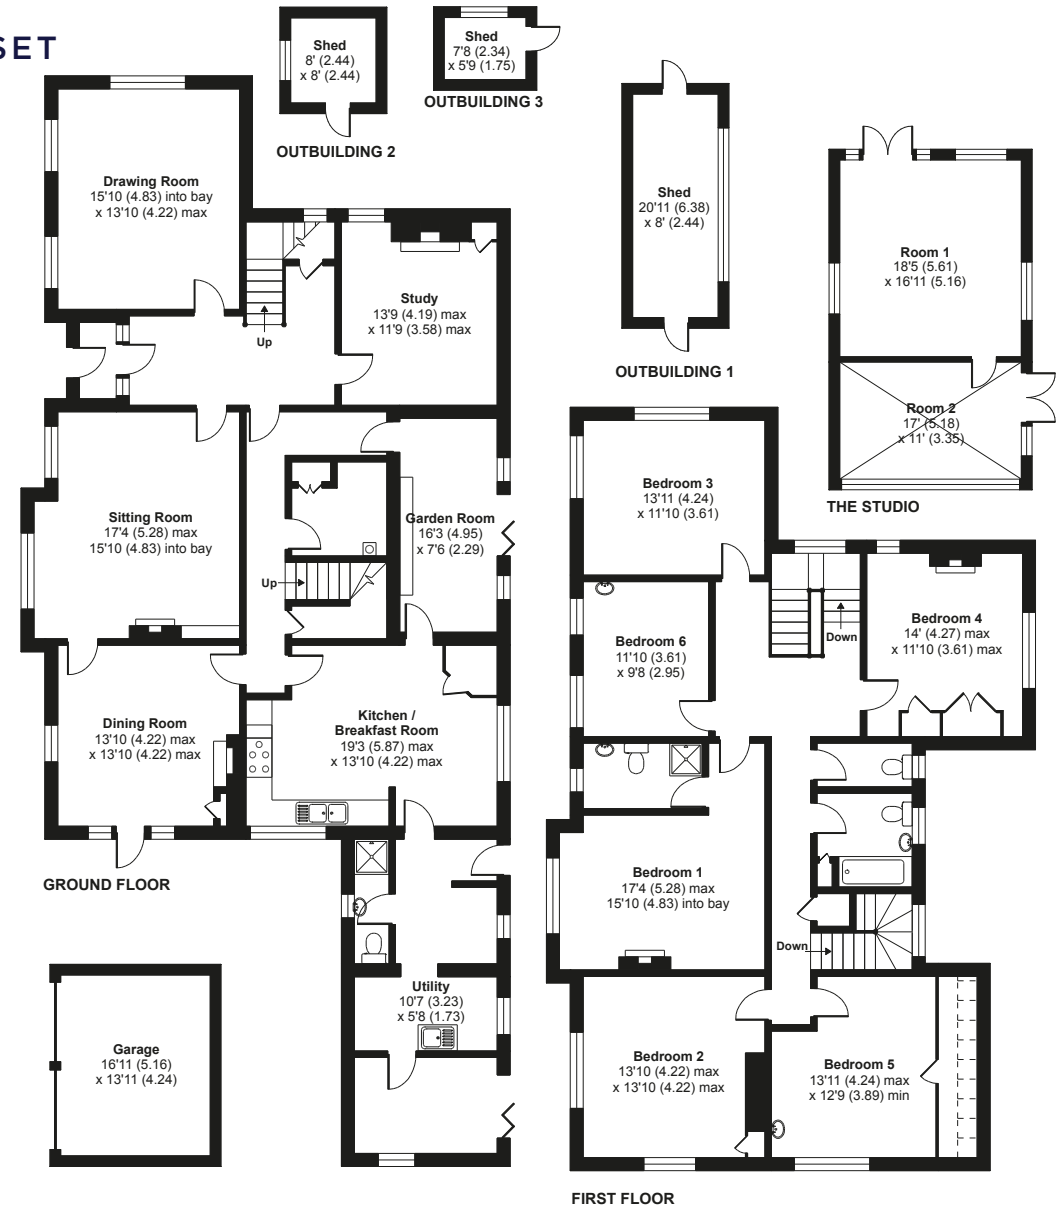 SET
Shed
8' (2.44)
x 8' (2.44)
OUTBUILDING 2
Shed
7'8 (2.34)
x 5'9 (1.75)
OUTBUILDING 3
Shed
20'11 (6.38)
x 8' (2.44)
OUTBUILDING 1
Room 1
18'5 (5.61)
x 16'11 (5.16)
Room 2
17' (5.18)
x 11' (3.35)
THE STUDIO
Drawing Room
15'10 (4.83) into bay
x 13'10 (4.22) max
Up
Study
13'9 (4.19) max
x 11'9 (3.58) max
Sitting Room
17'4 (5.28) max
15'10 (4.83) into bay
Garden Room
16'3 (4.95)
x 7'6 (2.29)
Up
Dining Room
13'10 (4.22) max
x 13'10 (4.22) max
Kitchen /
Breakfast Room
19'3 (5.87) max
x 13'10 (4.22) max
GROUND FLOOR
Utility
10'7 (3.23)
x 5'8 (1.73)
Garage
16'11 (5.16)
x 13'11 (4.24)
Bedroom 3
13'11 (4.24)
x 11'10 (3.61)
Bedroom 6
11'10 (3.61)
x 9'8 (2.95)
Down
Bedroom 4
14' (4.27) max
x 11'10 (3.61) max
Bedroom 1
17'4 (5.28) max
15'10 (4.83) into bay
Down
Bedroom 2
13'10 (4.22) max
x 13'10 (4.22) max
Bedroom 5
13'11 (4.24) max
x 12'9 (3.89) min
FIRST FLOOR